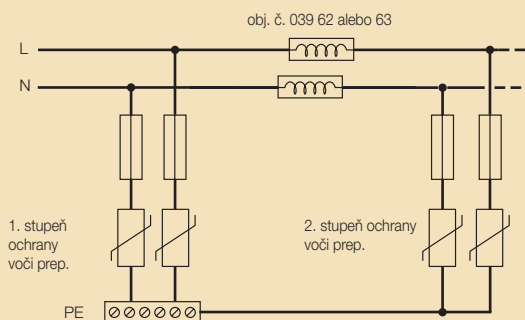 obj. č. 039 62 alebo 63
L
N
1. stupeň
ochrany
voči prep.
2. stupeň ochrany
voči prep.
PE